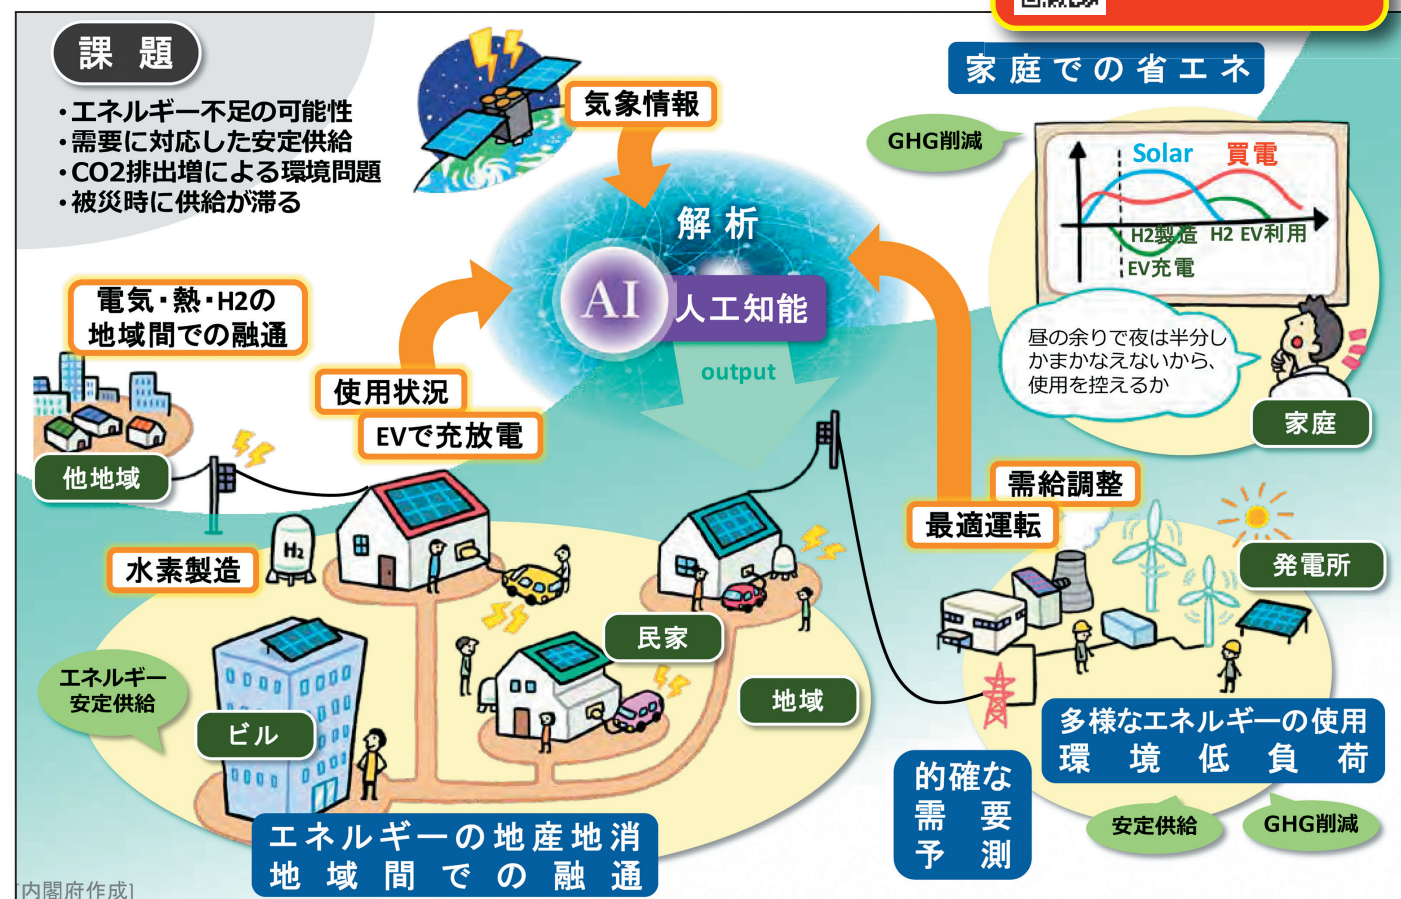 課 題
・エネルギー不足の可能性
・需要に対応した安定供給
・CO2排出増による環境問題
・被災時に供給が滞る
気象情報
家庭での省エネ
GHG削減
Solar 買電
H2製造 H2 EV利用
EV充電
昼の余りで夜は半分し
かまかなえないから、
使用を控えるか
家庭
解析
AI 人工知能
output
電気・熱・H2の
地域間での融通
使用状況
EVで充放電
他地域
水素製造
H2
需給調整
最適運転
発電所
民家
地域
エネルギー
安定供給
ビル
多様なエネルギーの使用
環境低負荷
的確な
需要
予測
安定供給
GHG削減
エネルギーの地産地消
地域間での融通
[内閣府作成]